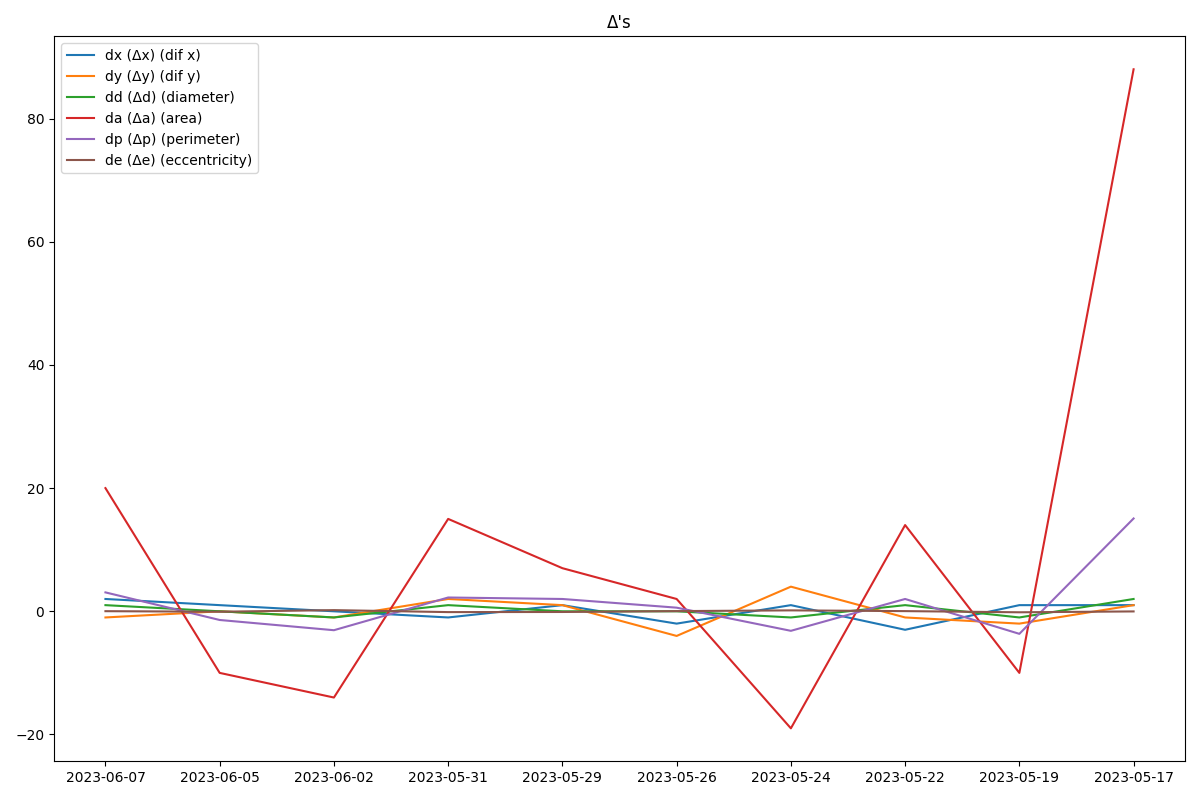 Δ's
dx (Δx) (dif x)
dy (Δy) (dif y)
dd (Δd) (diameter)
da (Δa) (area)
dp (Δp) (perimeter)
de (Δe) (eccentricity)
80
60
40
20
0
−20
2023-06-07 2023-06-05 2023-06-02 2023-05-31 2023-05-29 2023-05-26 2023-05-24 2023-05-22 2023-05-19 2023-05-17